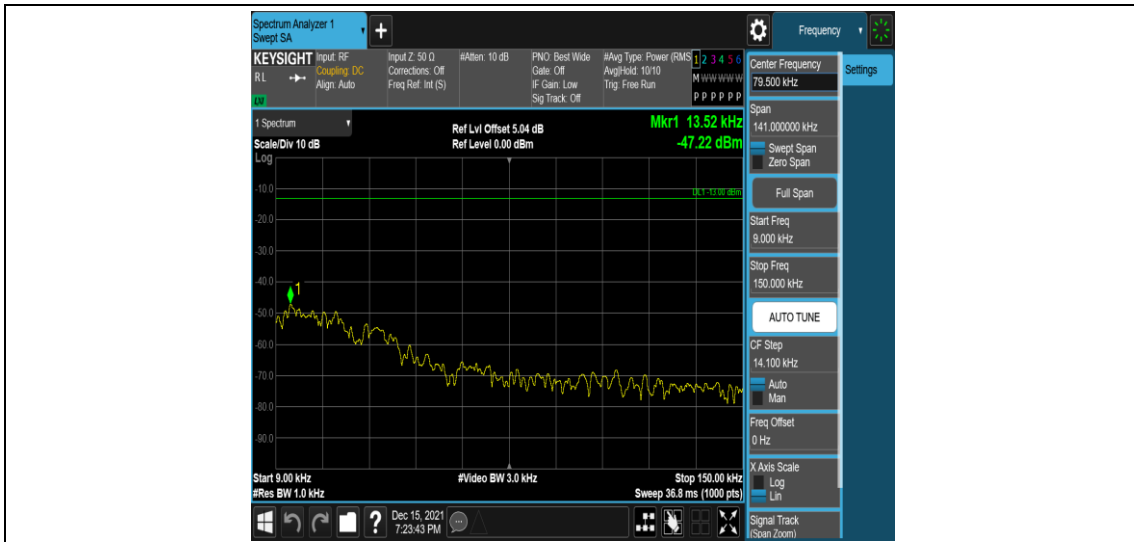 Spectrum Analyzer 1
Swept SA
+
Frequency
KEYSIGHT
RL
LXI
Input: RF
Coupling: DC
Align: Auto
Input Z: 50 Ω
Corrections: Off
Freq Ref: Int (S)
#Atten: 10 dB
PNO: Best Wide
Gate: Off
IF Gain: Low
Sig Track: Off
#Avg Type: Power (RMS
Avg|Hold: 10/10
Trig: Free Run
1 2 3 4 5 6
M W W W W W
P P P P P P
1 Spectrum
Scale/Div 10 dB
Log
Ref Lvl Offset 5.04 dB
Ref Level 0.00 dBm
Mkr1 13.52 kHz
-47.22 dBm
DL1 -13.00 dBm
-10.0
-20.0
-30.0
-40.0
1
-50.0
-60.0
-70.0
-80.0
-90.0
Start 9.00 kHz
#Res BW 1.0 kHz
#Video BW 3.0 kHz
Stop 150.00 kHz
Sweep 36.8 ms (1000 pts)
?
Dec 15, 2021
7:23:43 PM
Center Frequency
79.500 kHz
Settings
Span
141.000000 kHz
Swept Span
Zero Span
Full Span
Start Freq
9.000 kHz
Stop Freq
150.000 kHz
AUTO TUNE
CF Step
14.100 kHz
Auto
Man
Freq Offset
0 Hz
X Axis Scale
Log
Lin
Signal Track
(Span Zoom)